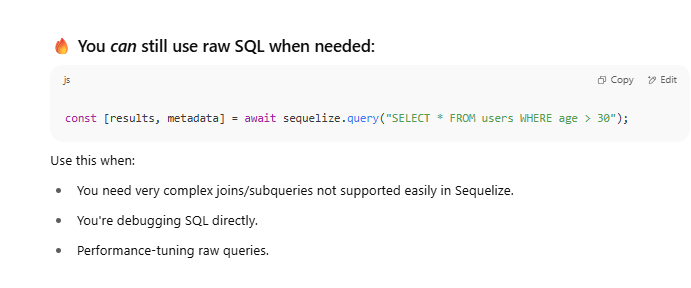 🔥 You can still use raw SQL when needed:
js
Copy
Edit
const [results, metadata] = await sequelize.query("SELECT * FROM users WHERE age > 30");
Use this when:
• You need very complex joins/subqueries not supported easily in Sequelize.
• You're debugging SQL directly.
• Performance-tuning raw queries.